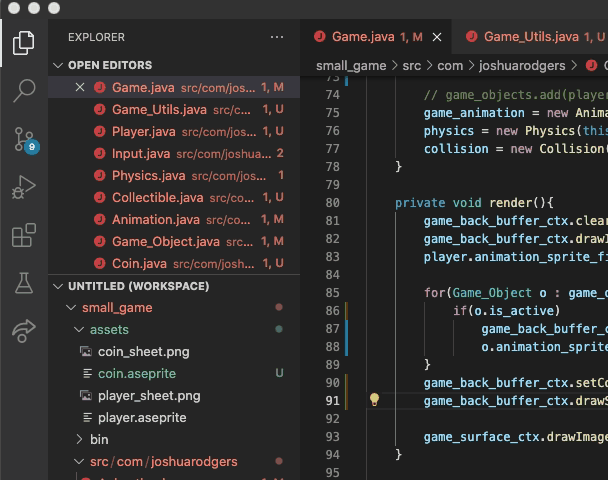 EXPLORER
OPEN EDITORS
Game.java src/com/jos... 1, M
Game_Utils.java src/c... 1, U
Player.java src/com/jo... 1, U
Input.java src/com/joshua... 2
Physics.java src/com/jos... 1
Collectible.java src/c... 1, U
Animation.java src/co... 1, U
Game_Object.java src/... 1, U
Coin.java src/com/josh... 1, U
UNTITLED (WORKSPACE)
small_game
assets
coin_sheet.png
coin.aseprite U
player_sheet.png
player.aseprite
bin
src/com/joshuarodgers
9
Game.java 1, M
Game_Utils.java 1, U
small_game > src > com > joshuarodgers >
73
74 // game_objects.add(player
75 game_animation = new Anima
76 physics = new Physics(this
77 collision = new Collision(
78 }
79
80 private void render(){
81 game_back_buffer_ctx.clear
82 game_back_buffer_ctx.drawI
83 player.animation_sprite_fi
84
85 for(Game_Object o : game_o
86 if(o.is_active)
87 game_back_buffer_c
88 o.animation_sprite
89 }
90 game_back_buffer_ctx.setCo
91 game_back_buffer_ctx.drawS
92
93 game_surface_ctx.drawImage
94 }
95